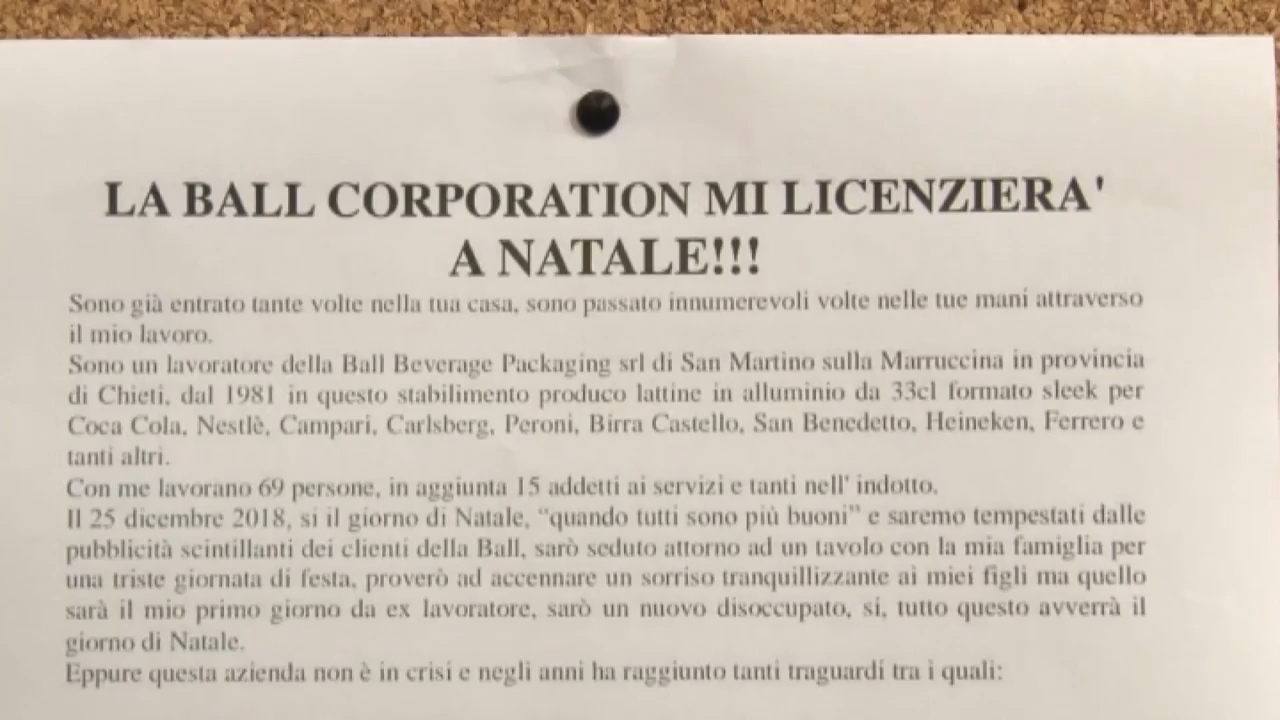 LA BALL CORPORATION MI LICENZIERA'
A NATALE!!!
Sono già entrato tante volte nella tua casa, sono passato innumerevoli volte nelle tue mani attraverso
il mio lavoro.
Sono un lavoratore della Ball Beverage Packaging srl di San Martino sulla Marruccina in provincia
di Chieti, dal 1981 in questo stabilimento produco lattine in alluminio da 33cl formato sleek per
Coca Cola, Nestlè, Campari, Carlsberg, Peroni, Birra Castello, San Benedetto, Heineken, Ferrero e
tanti altri.
Con me lavorano 69 persone, in aggiunta 15 addetti ai servizi e tanti nell' indotto.
Il 25 dicembre 2018, si il giorno di Natale, “quando tutti sono più buoni” e saremo tempestati dalle
pubblicità scintillanti dei clienti della Ball, sarò seduto attorno ad un tavolo con la mia famiglia per
una triste giornata di festa, proverò ad accennare un sorriso tranquillizzante ai miei figli ma quello
sarà il mio primo giorno da ex lavoratore, sarò un nuovo disoccupato, si, tutto questo avverrà il
giorno di Natale.
Eppure questa azienda non è in crisi e negli anni ha raggiunto tanti traguardi tra i quali: